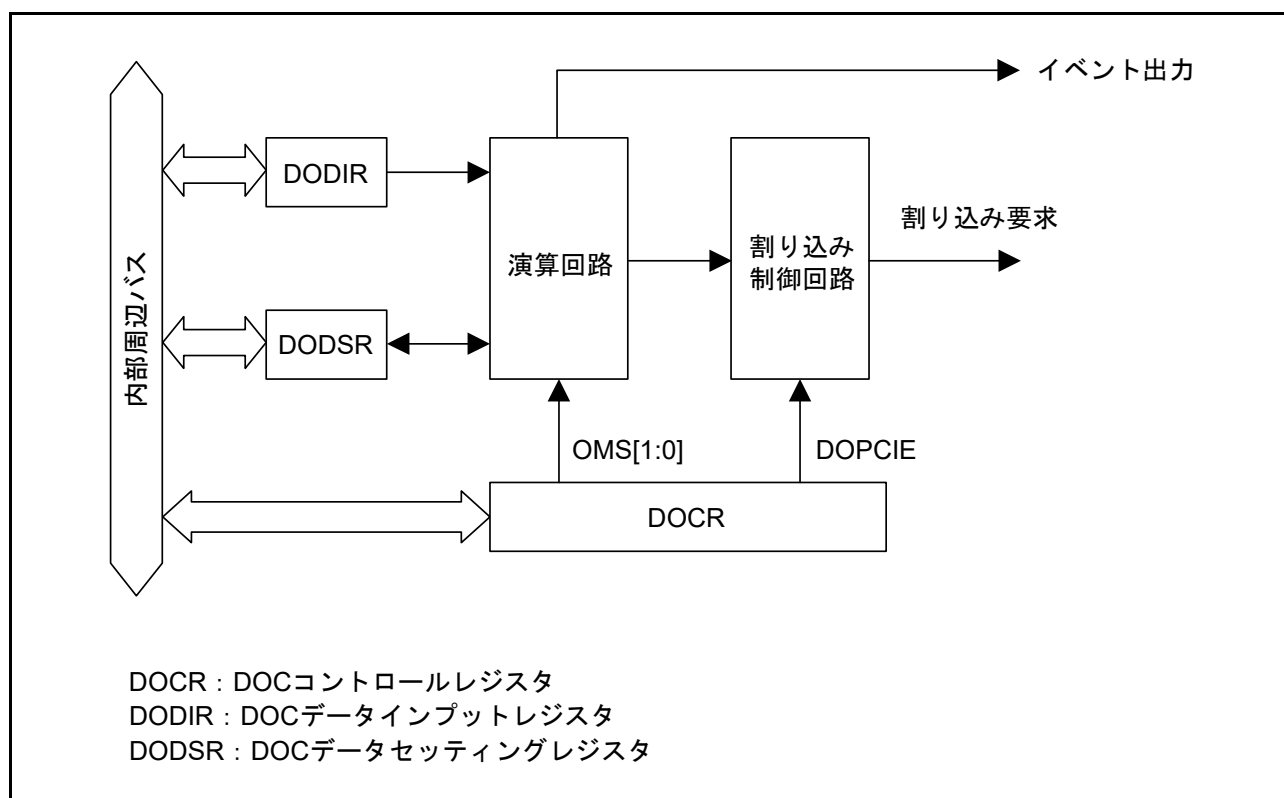 イベント出力
DODIR
割り込み要求
演算回路
割り込み
制御回路
内部周辺バス
DODSR
OMS[1:0]
DOPCIE
DOCR
DOCR：DOCコントロールレジスタ
DODIR：DOCデータインプットレジスタ
DODSR：DOCデータセッティングレジスタ